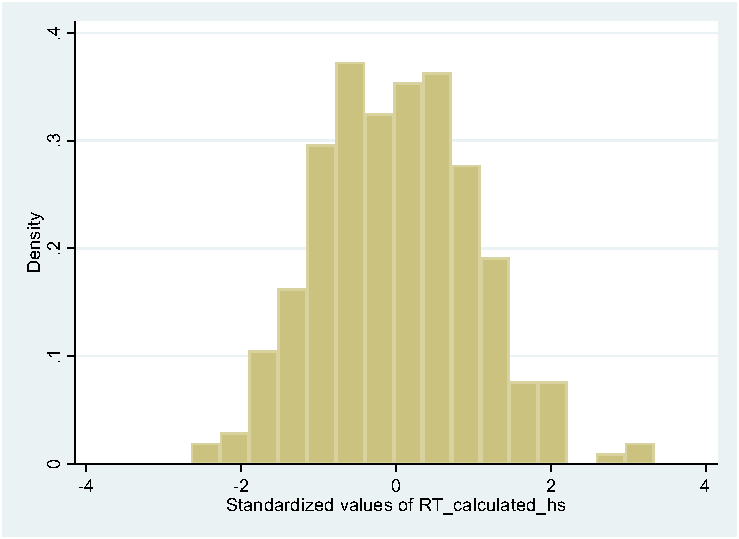 .4
.3
.2
.1
0
Density
-4 -2 0 2 4
Standardized values of RT_calculated_hs